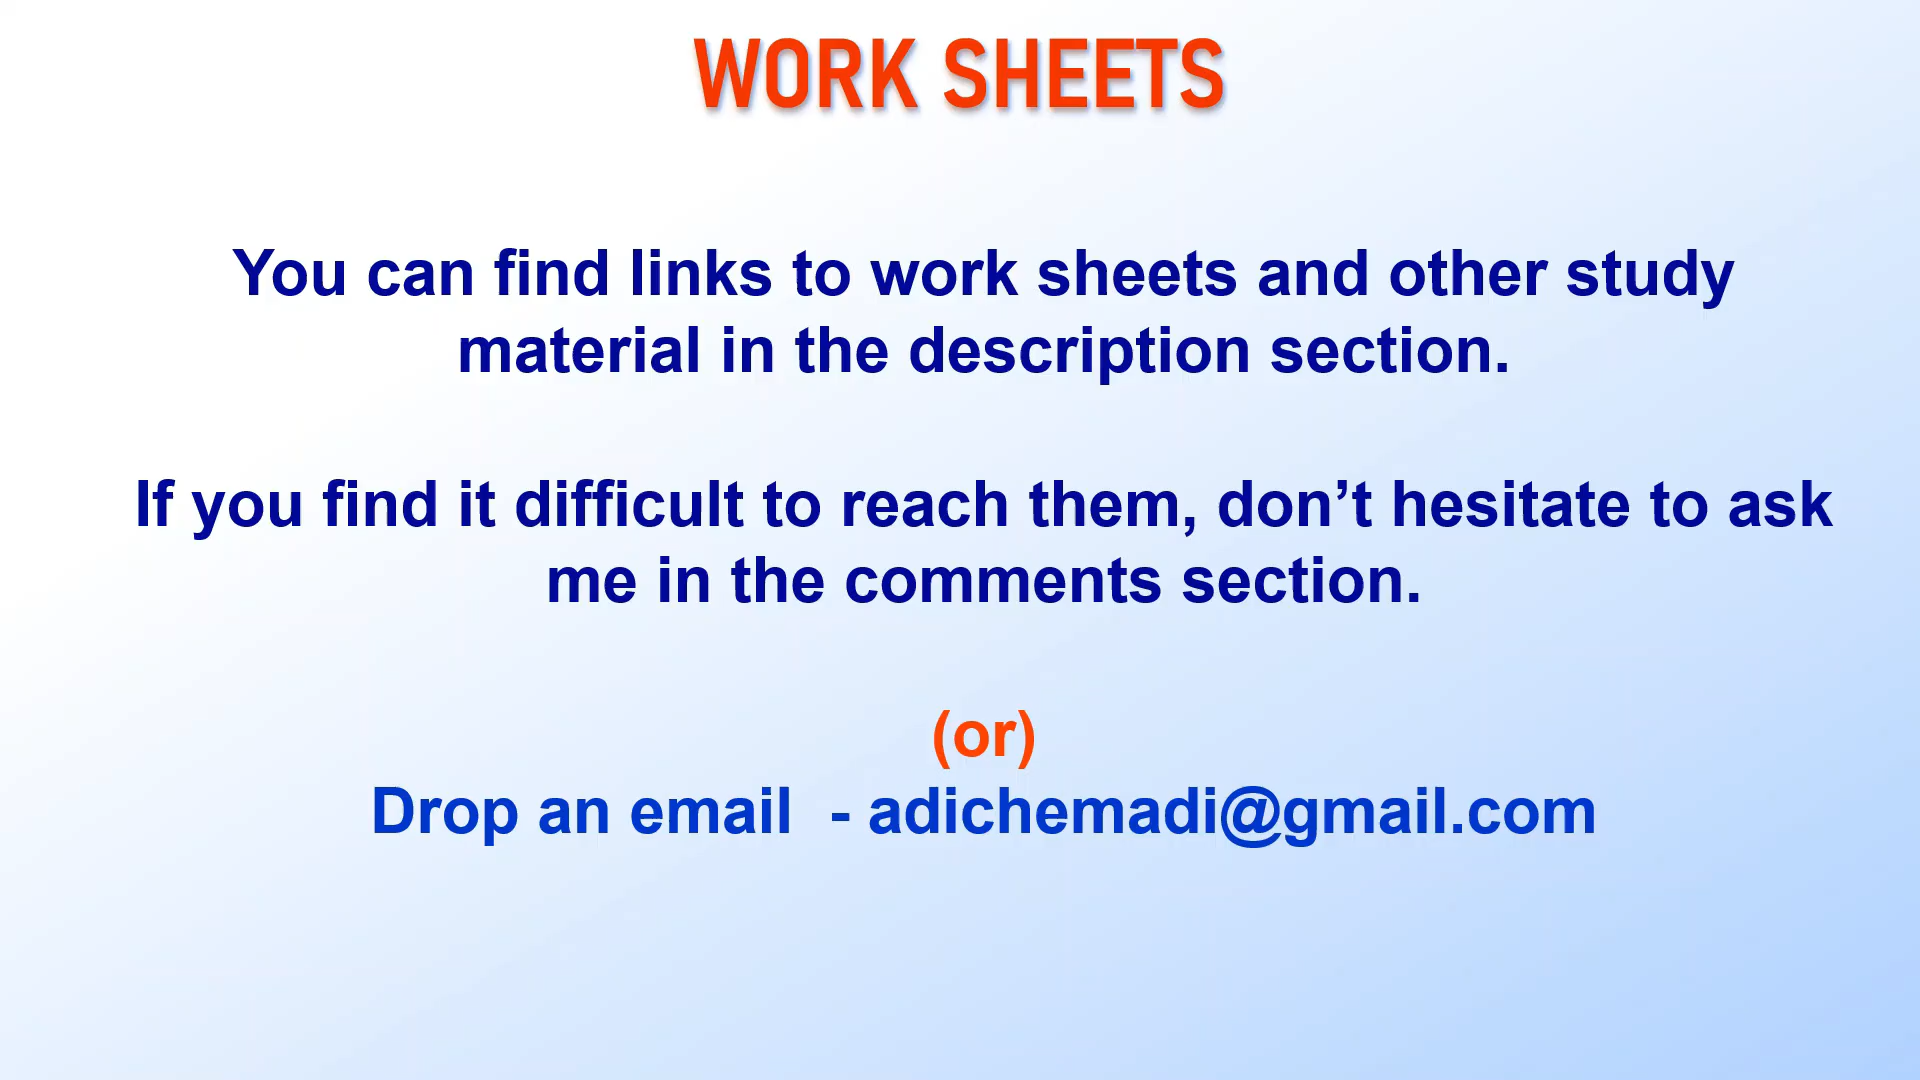 WORK SHEETS
You can find links to work sheets and other study
material in the description section.
If you find it difficult to reach them, don’t hesitate to ask
me in the comments section.
(or)
Drop an email  - adichemadi@gmail.com